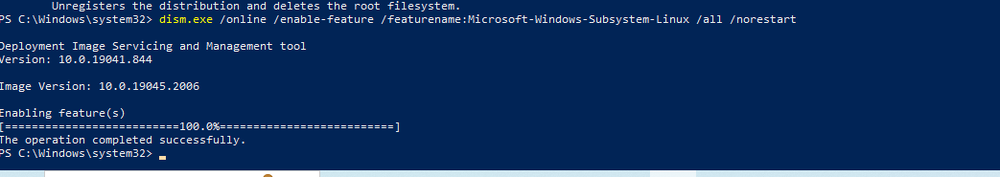 Unregisters the distribution and deletes the root filesystem.
PS C:\Windows\system32> dism.exe /online /enable-feature /featurename:Microsoft-Windows-Subsystem-Linux /all /norestart
Deployment Image Servicing and Management tool
Version: 10.0.19041.844
Image Version: 10.0.19045.2006
Enabling feature(s)
[==========================100.0%==========================]
The operation completed successfully.
PS C:\Windows\system32>